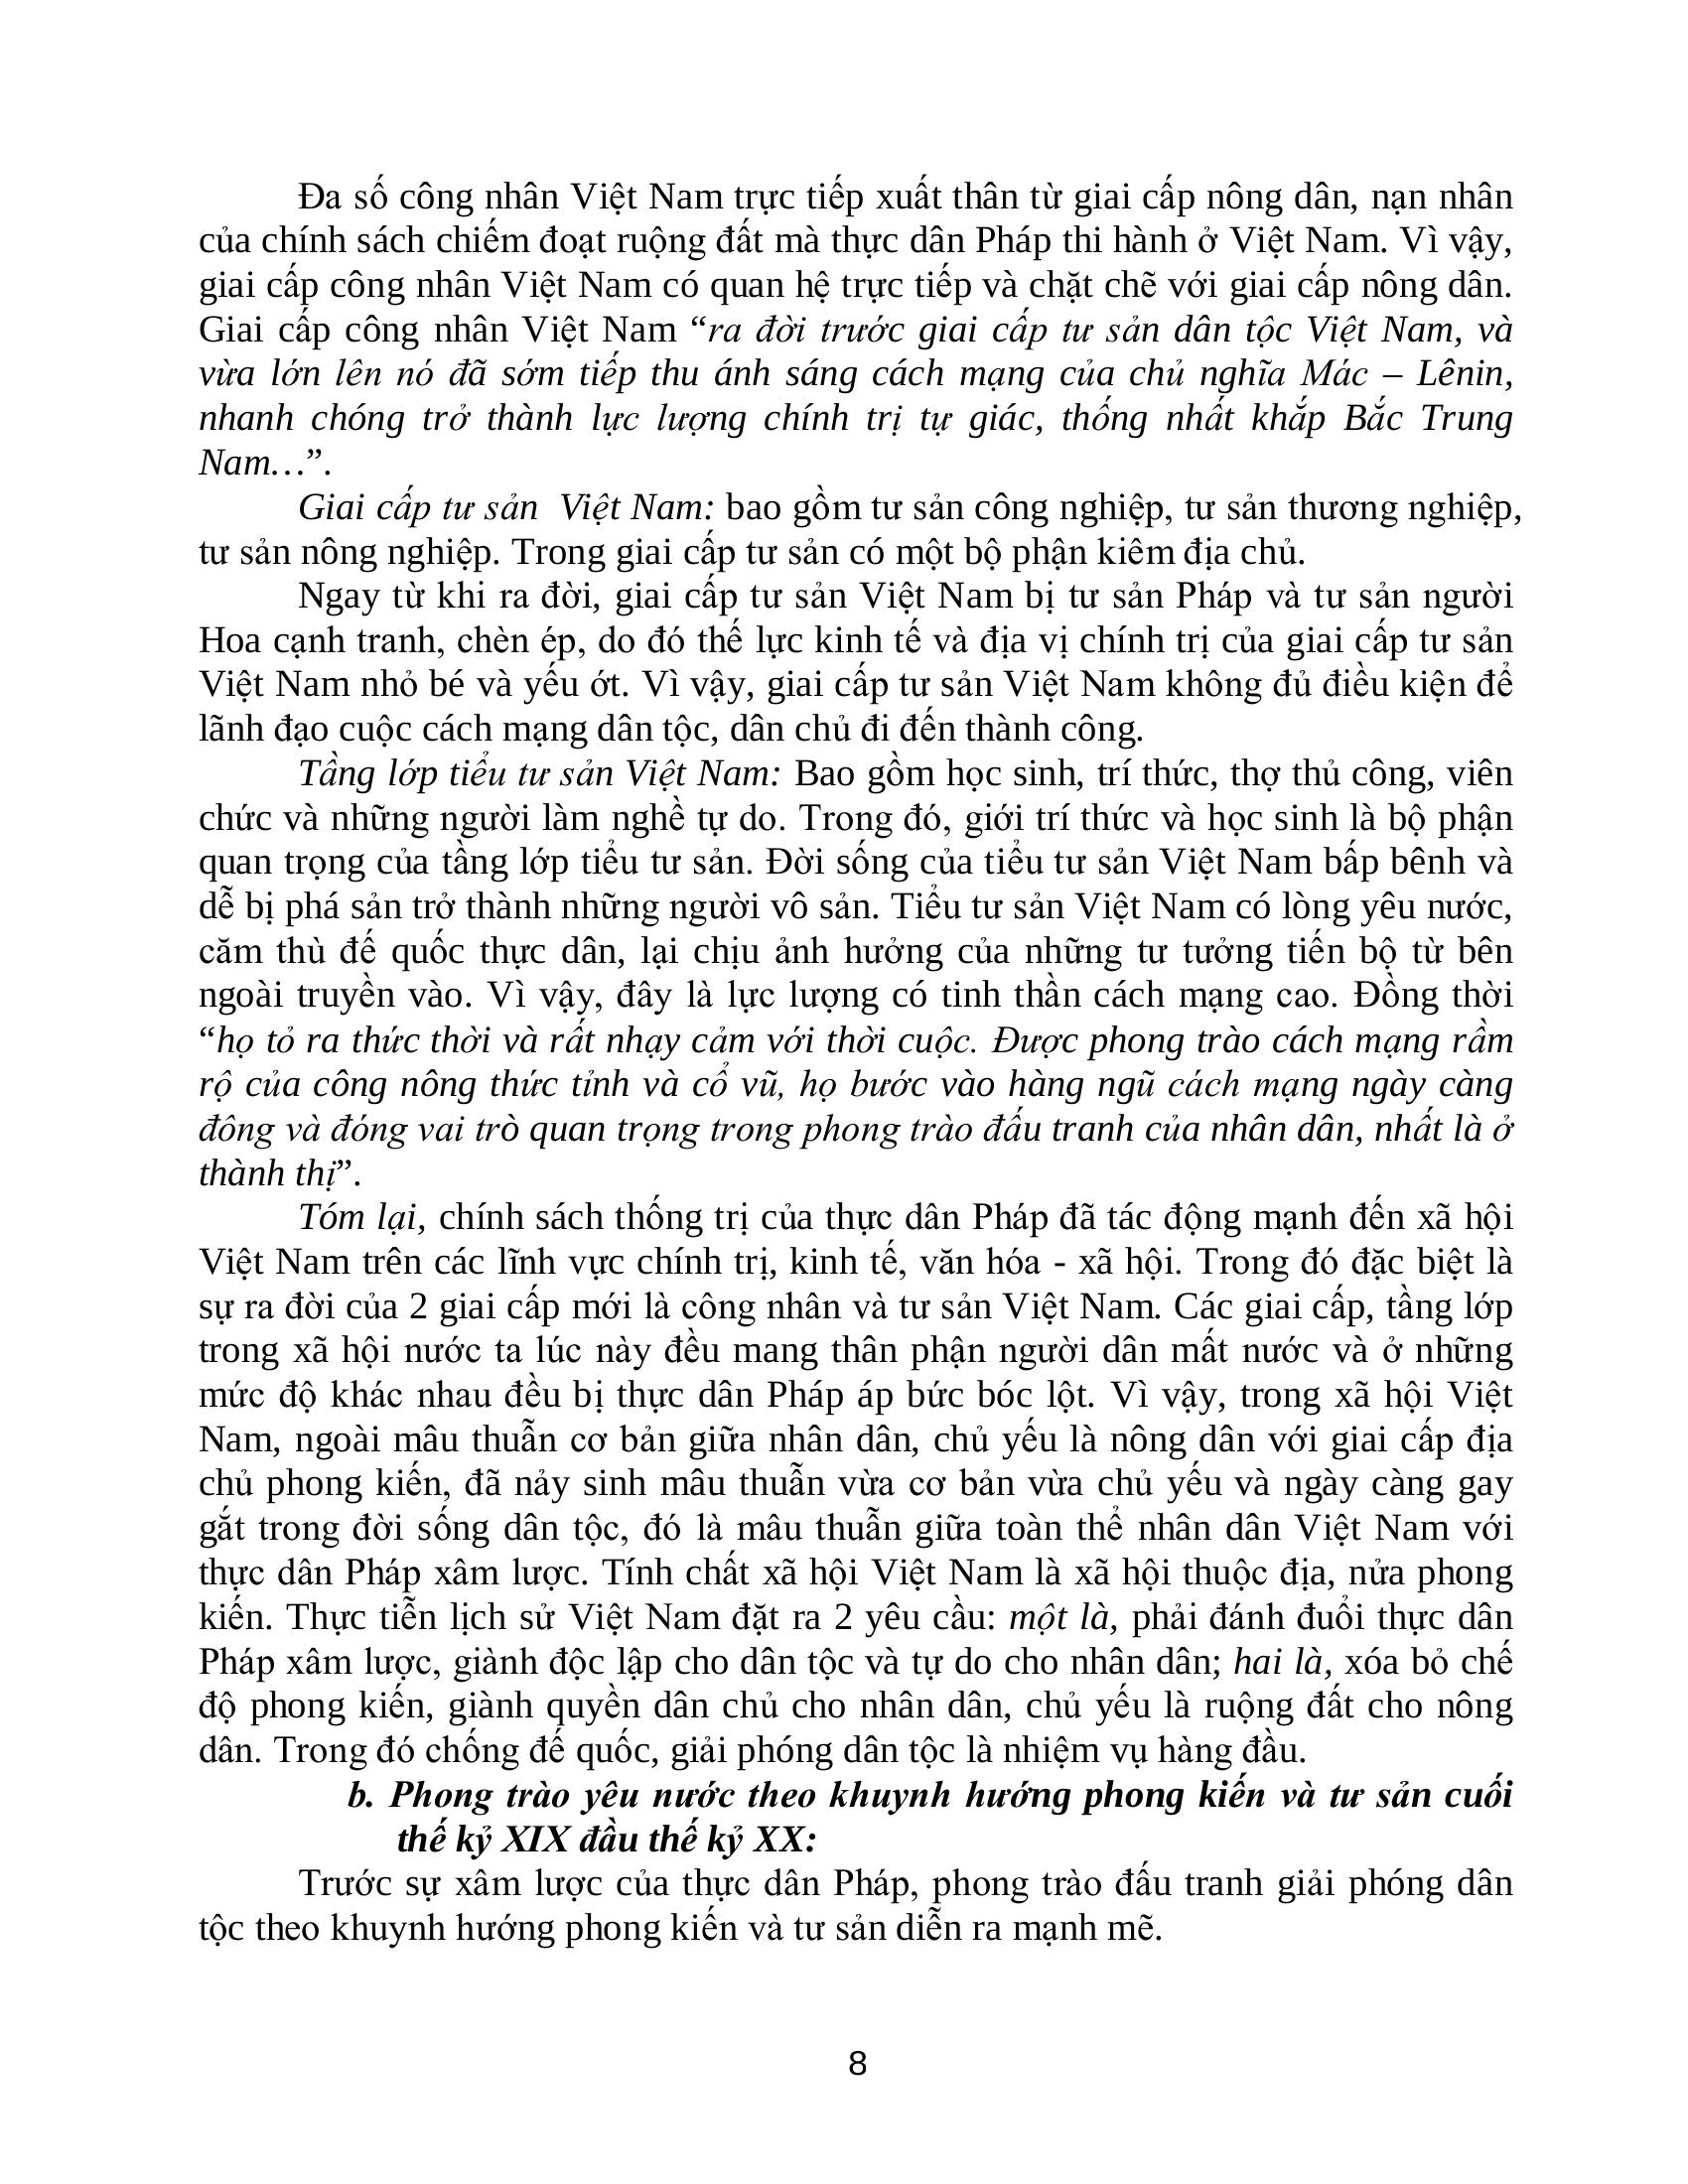 Đa số công nhân Việt Nam trực tiếp xuất thân từ giai cấp nông dân, nạn nhân
của chính sách chiếm đoạt ruộng đất mà thực dân Pháp thi hành ở Việt Nam. Vì vậy,
giai cấp công nhân Việt Nam có quan hệ trực tiếp và chặt chẽ với giai cấp nông dân.
Giai cấp công nhân Việt Nam “ra đời trước giai cấp tư sản dân tộc Việt Nam, và
vừa lớn lên nó đã sớm tiếp thu ánh sáng cách mạng của chủ nghĩa Mác – Lênin,
nhanh chóng trở thành lực lượng chính trị tự giác, thống nhất khắp Bắc Trung
Nam…”.
Giai cấp tư sản  Việt Nam: bao gồm tư sản công nghiệp, tư sản thương nghiệp,
tư sản nông nghiệp. Trong giai cấp tư sản có một bộ phận kiêm địa chủ.
Ngay từ khi ra đời, giai cấp tư sản Việt Nam bị tư sản Pháp và tư sản người
Hoa cạnh tranh, chèn ép, do đó thế lực kinh tế và địa vị chính trị của giai cấp tư sản
Việt Nam nhỏ bé và yếu ớt. Vì vậy, giai cấp tư sản Việt Nam không đủ điều kiện để
lãnh đạo cuộc cách mạng dân tộc, dân chủ đi đến thành công.
Tầng lớp tiểu tư sản Việt Nam: Bao gồm học sinh, trí thức, thợ thủ công, viên
chức và những người làm nghề tự do. Trong đó, giới trí thức và học sinh là bộ phận
quan trọng của tầng lớp tiểu tư sản. Đời sống của tiểu tư sản Việt Nam bấp bênh và
dễ bị phá sản trở thành những người vô sản. Tiểu tư sản Việt Nam có lòng yêu nước,
căm thù đế quốc thực dân, lại chịu ảnh hưởng của những tư tưởng tiến bộ từ bên
ngoài truyền vào. Vì vậy, đây là lực lượng có tinh thần cách mạng cao. Đồng thời
“họ tỏ ra thức thời và rất nhạy cảm với thời cuộc. Được phong trào cách mạng rầm
rộ của công nông thức tỉnh và cổ vũ, họ bước vào hàng ngũ cách mạng ngày càng
đông và đóng vai trò quan trọng trong phong trào đấu tranh của nhân dân, nhất là ở
thành thị”.
Tóm lại, chính sách thống trị của thực dân Pháp đã tác động mạnh đến xã hội
Việt Nam trên các lĩnh vực chính trị, kinh tế, văn hóa - xã hội. Trong đó đặc biệt là
sự ra đời của 2 giai cấp mới là công nhân và tư sản Việt Nam. Các giai cấp, tầng lớp
trong xã hội nước ta lúc này đều mang thân phận người dân mất nước và ở những
mức độ khác nhau đều bị thực dân Pháp áp bức bóc lột. Vì vậy, trong xã hội Việt
Nam, ngoài mâu thuẫn cơ bản giữa nhân dân, chủ yếu là nông dân với giai cấp địa
chủ phong kiến, đã nảy sinh mâu thuẫn vừa cơ bản vừa chủ yếu và ngày càng gay
gắt trong đời sống dân tộc, đó là mâu thuẫn giữa toàn thể nhân dân Việt Nam với
thực dân Pháp xâm lược. Tính chất xã hội Việt Nam là xã hội thuộc địa, nửa phong
kiến. Thực tiễn lịch sử Việt Nam đặt ra 2 yêu cầu: một là, phải đánh đuổi thực dân
Pháp xâm lược, giành độc lập cho dân tộc và tự do cho nhân dân; hai là, xóa bỏ chế
độ phong kiến, giành quyền dân chủ cho nhân dân, chủ yếu là ruộng đất cho nông
dân. Trong đó chống đế quốc, giải phóng dân tộc là nhiệm vụ hàng đầu.
b. Phong trào yêu nước theo khuynh hướng phong kiến và tư sản cuối
thế kỷ XIX đầu thế kỷ XX:
Trước sự xâm lược của thực dân Pháp, phong trào đấu tranh giải phóng dân
tộc theo khuynh hướng phong kiến và tư sản diễn ra mạnh mẽ.
8